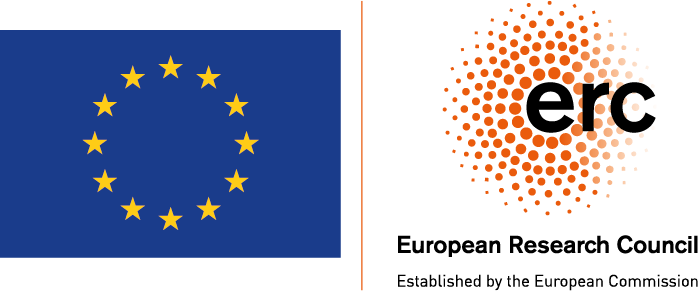 erc
European Research Council
Established by the European Commission